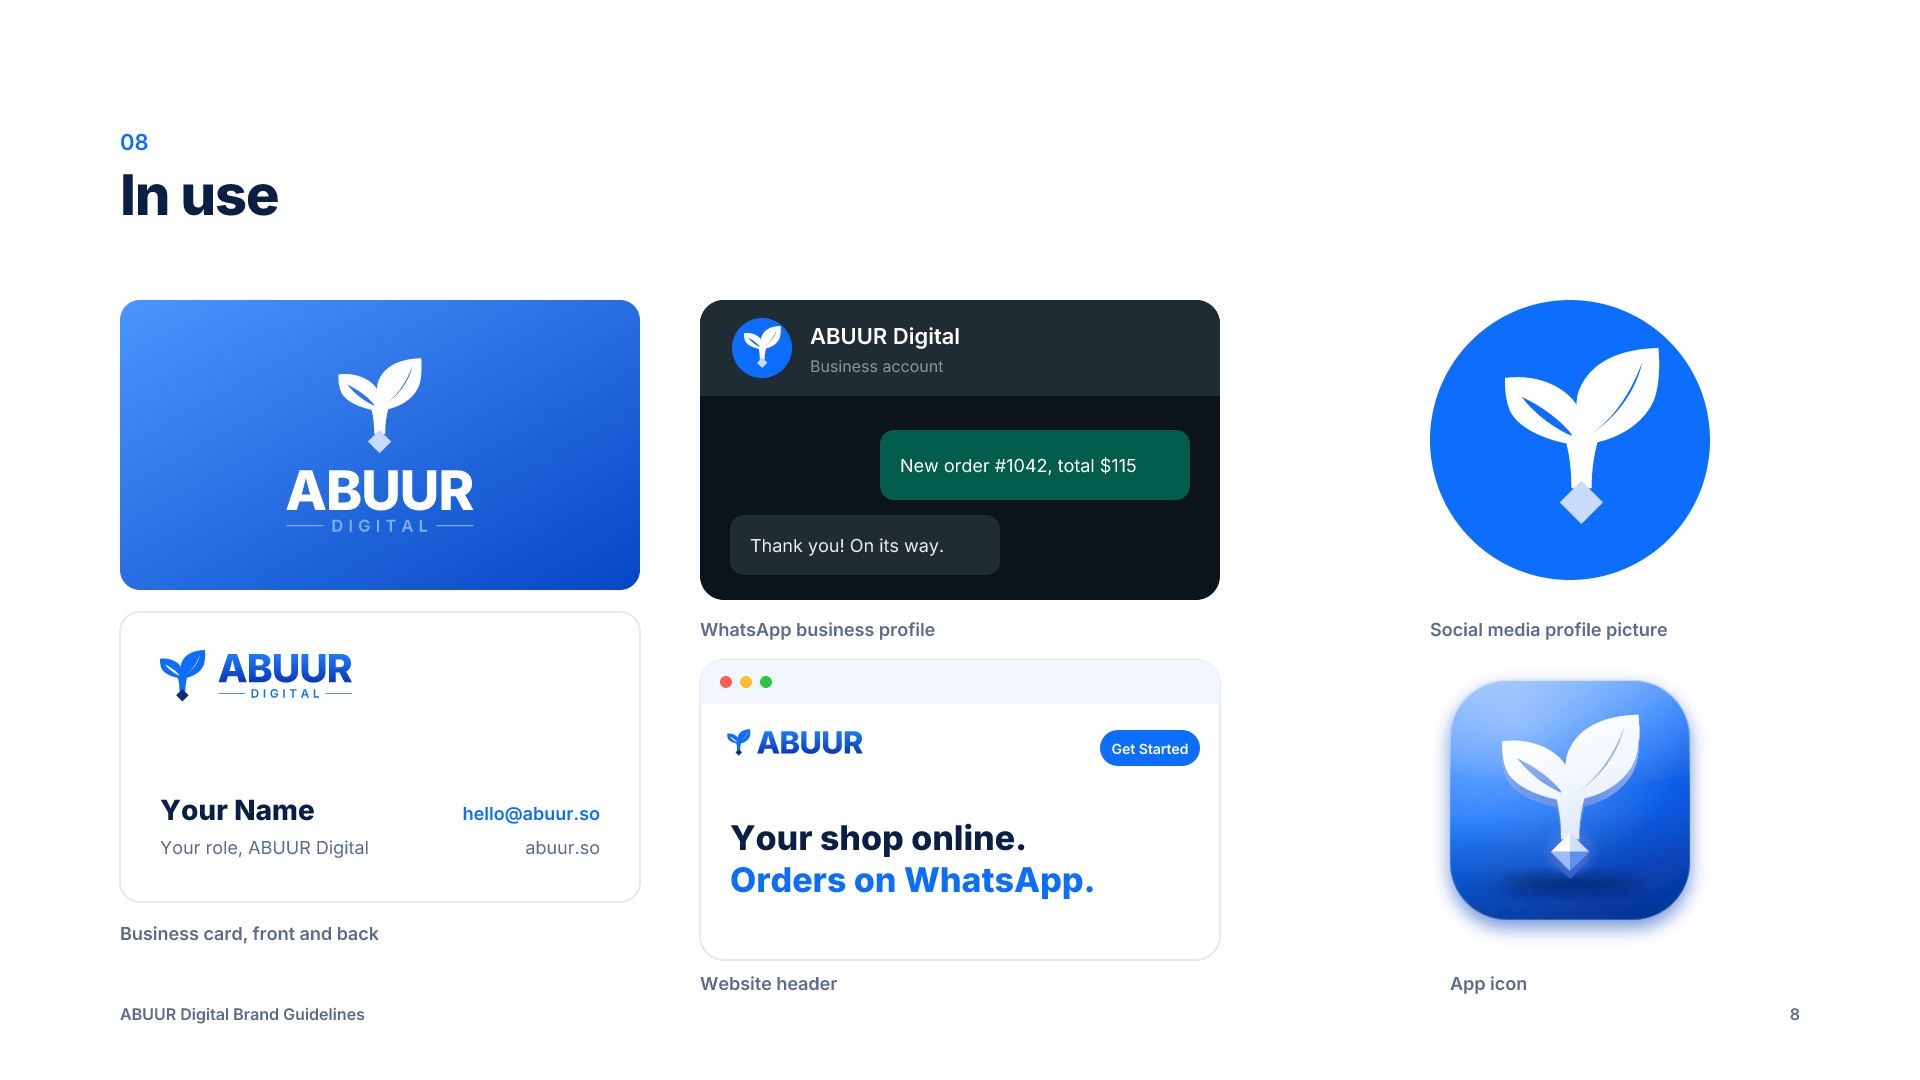 08
In use
ABUUR
DIGITAL
ABUUR
DIGITAL
Your Name
hello@abuur.so
Your role, ABUUR Digital
abuur.so
Business card, front and back
ABUUR Digital
Business account
New order #1042, total $115
Thank you! On its way.
WhatsApp business profile
ABUUR
Get Started
Your shop online.
Orders on WhatsApp.
Website header
Social media profile picture
App icon
ABUUR Digital Brand Guidelines
8